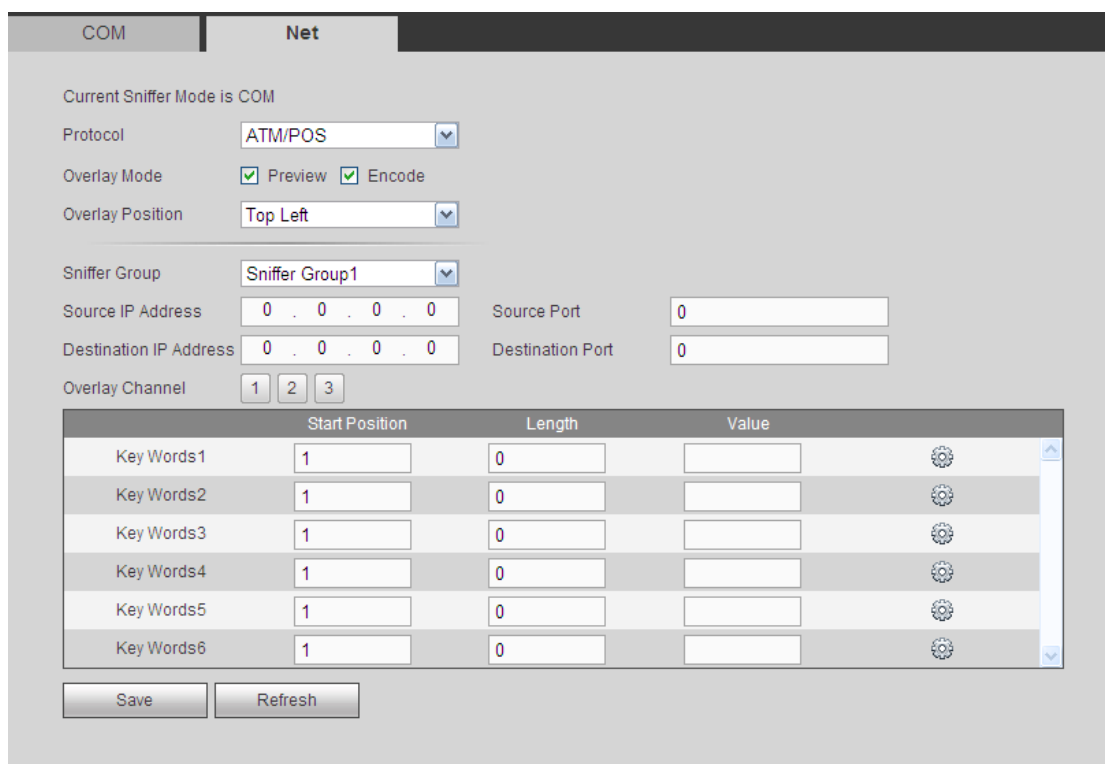 COM Net
Current Sniffer Mode is COM
Protocol ATM/POS
Overlay Mode Preview Encode
Overlay Position Top Left
Sniffer Group Sniffer Group1
Source IP Address 0 . 0 . 0 . 0 Source Port 0
Destination IP Address 0 . 0 . 0 . 0 Destination Port 0
Overlay Channel 1 2 3
Start Position Length Value
Key Words1 1 0
Key Words2 1 0
Key Words3 1 0
Key Words4 1 0
Key Words5 1 0
Key Words6 1 0
Save Refresh